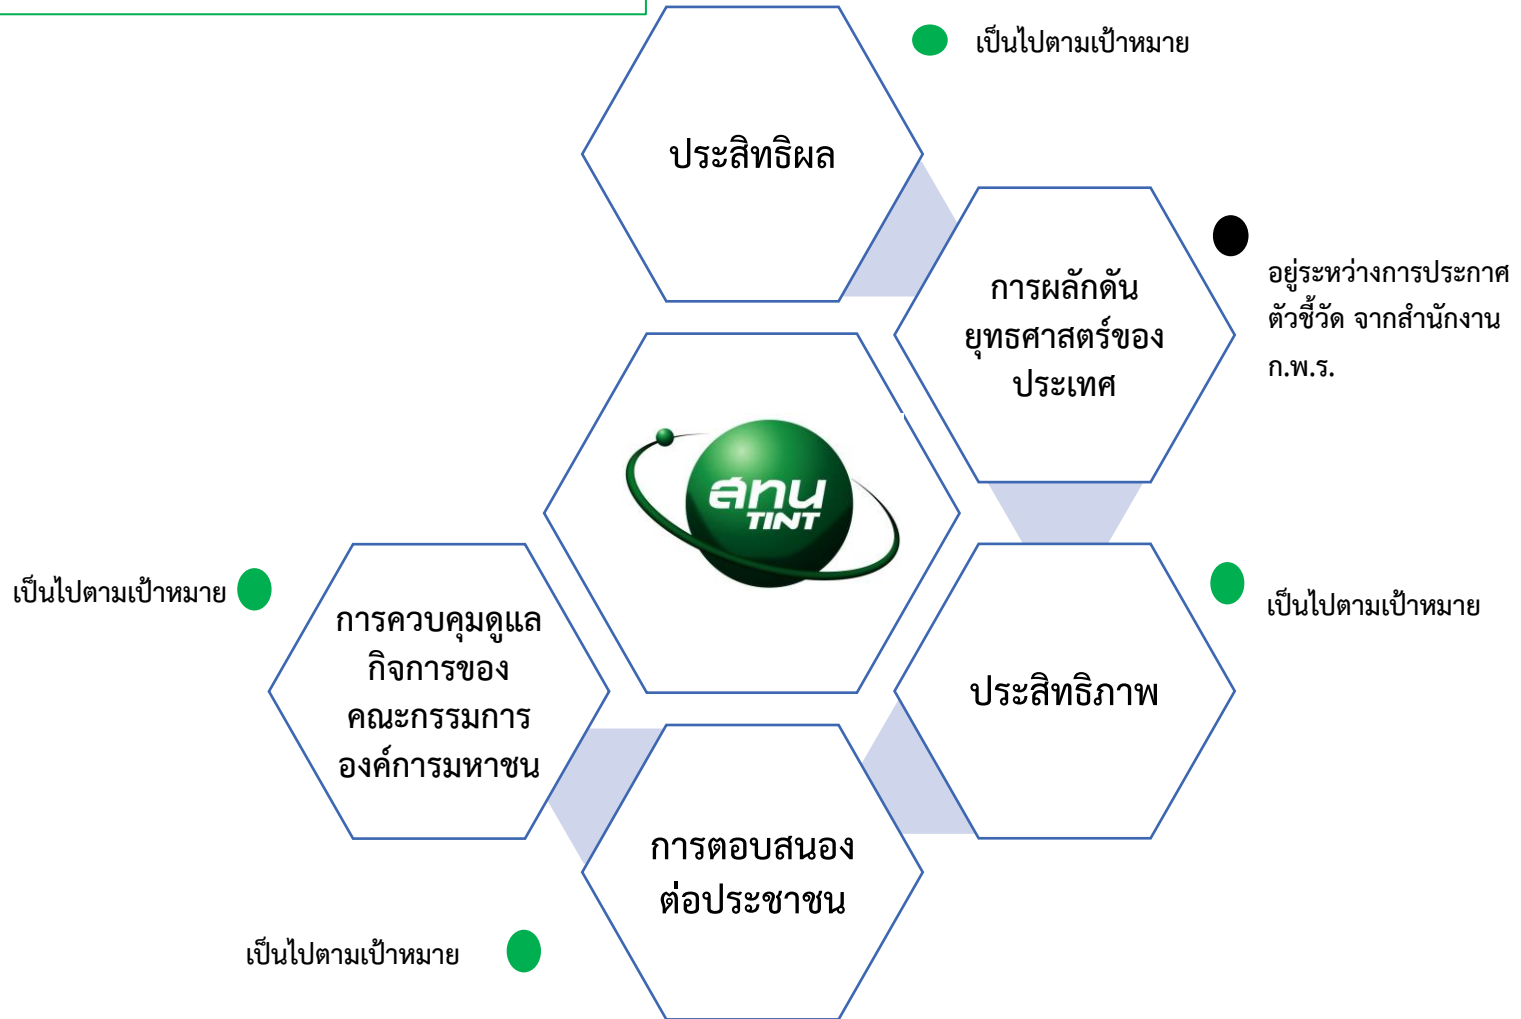 เป็นไปตามเป้าหมาย
ประสิทธิผล
การผลักดัน
ยุทธศาสตร์ของ
ประเทศ
อยู่ระหว่างการประกาศ
ตัวชี้วัด จากสำนักงาน
ก.พ.ร.
สทน
TINT
เป็นไปตามเป้าหมาย
การควบคุมดูแล
กิจการของ
คณะกรรมการ
องค์การมหาชน
เป็นไปตามเป้าหมาย
ประสิทธิภาพ
การตอบสนอง
ต่อประชาชน
เป็นไปตามเป้าหมาย